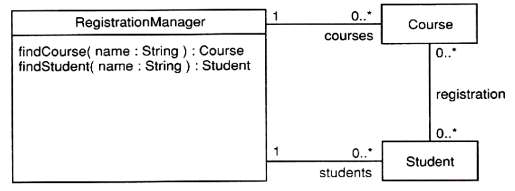 RegistrationManager
findCourse( name : String ) : Course
findStudent( name : String ) : Student
1
0..*
courses
Course
0..*
registration
0..*
1
0..*
students
Student